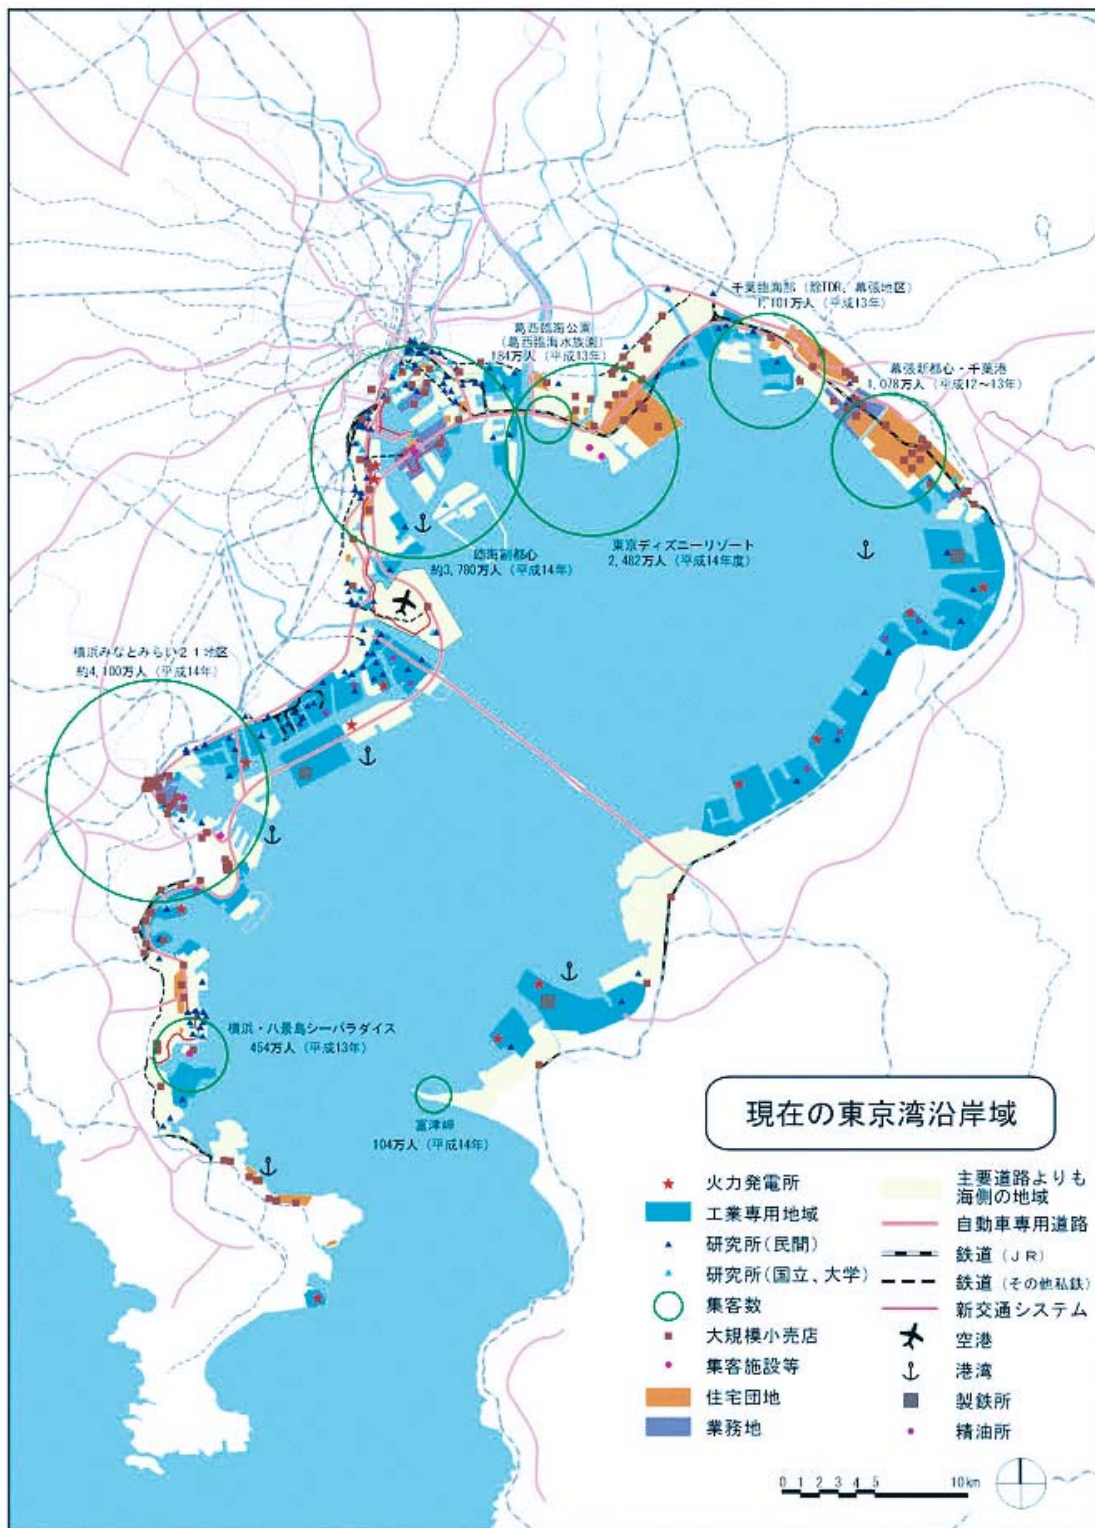 千葉臨海部（除TDR、幕張地区）
1,101万人（平成13年）
葛西臨海公園
（葛西臨海水族園）
184万人（平成13年）
幕張新都心・千葉港
1,078万人（平成12～13年）
臨海副都心
約3,780万人（平成14年）
東京ディズニーリゾート
2,482万人（平成14年度）
横浜みなとみらい２１地区
約4,100万人（平成14年）
横浜・八景島シーパラダイス
454万人（平成13年）
富津岬
104万人（平成14年）
現在の東京湾沿岸域
火力発電所
工業専用地域
研究所（民間）
研究所（国立、大学）
集客数
大規模小売店
集客施設等
住宅団地
業務地
主要道路よりも
海側の地域
自動車専用道路
鉄道（ＪＲ）
鉄道（その他私鉄）
新交通システム
空港
港湾
製鉄所
精油所
0 1 2 3 4 5 10km